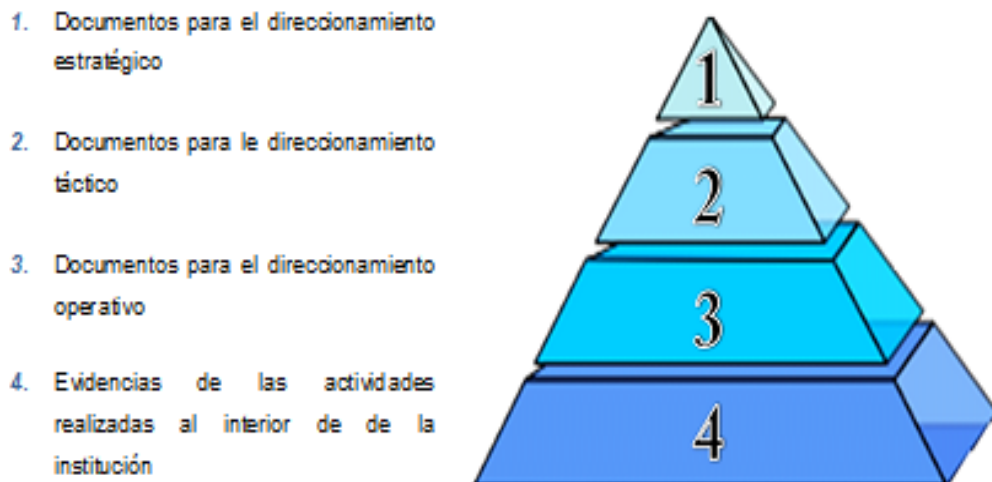 1. Documentos para el direccionamiento
estratégico
2. Documentos para le direccionamiento
táctico
3. Documentos para el direccionamiento
operativo
4. Evidencias de las actividades
realizadas al interior de de la
institución
1
2
3
4